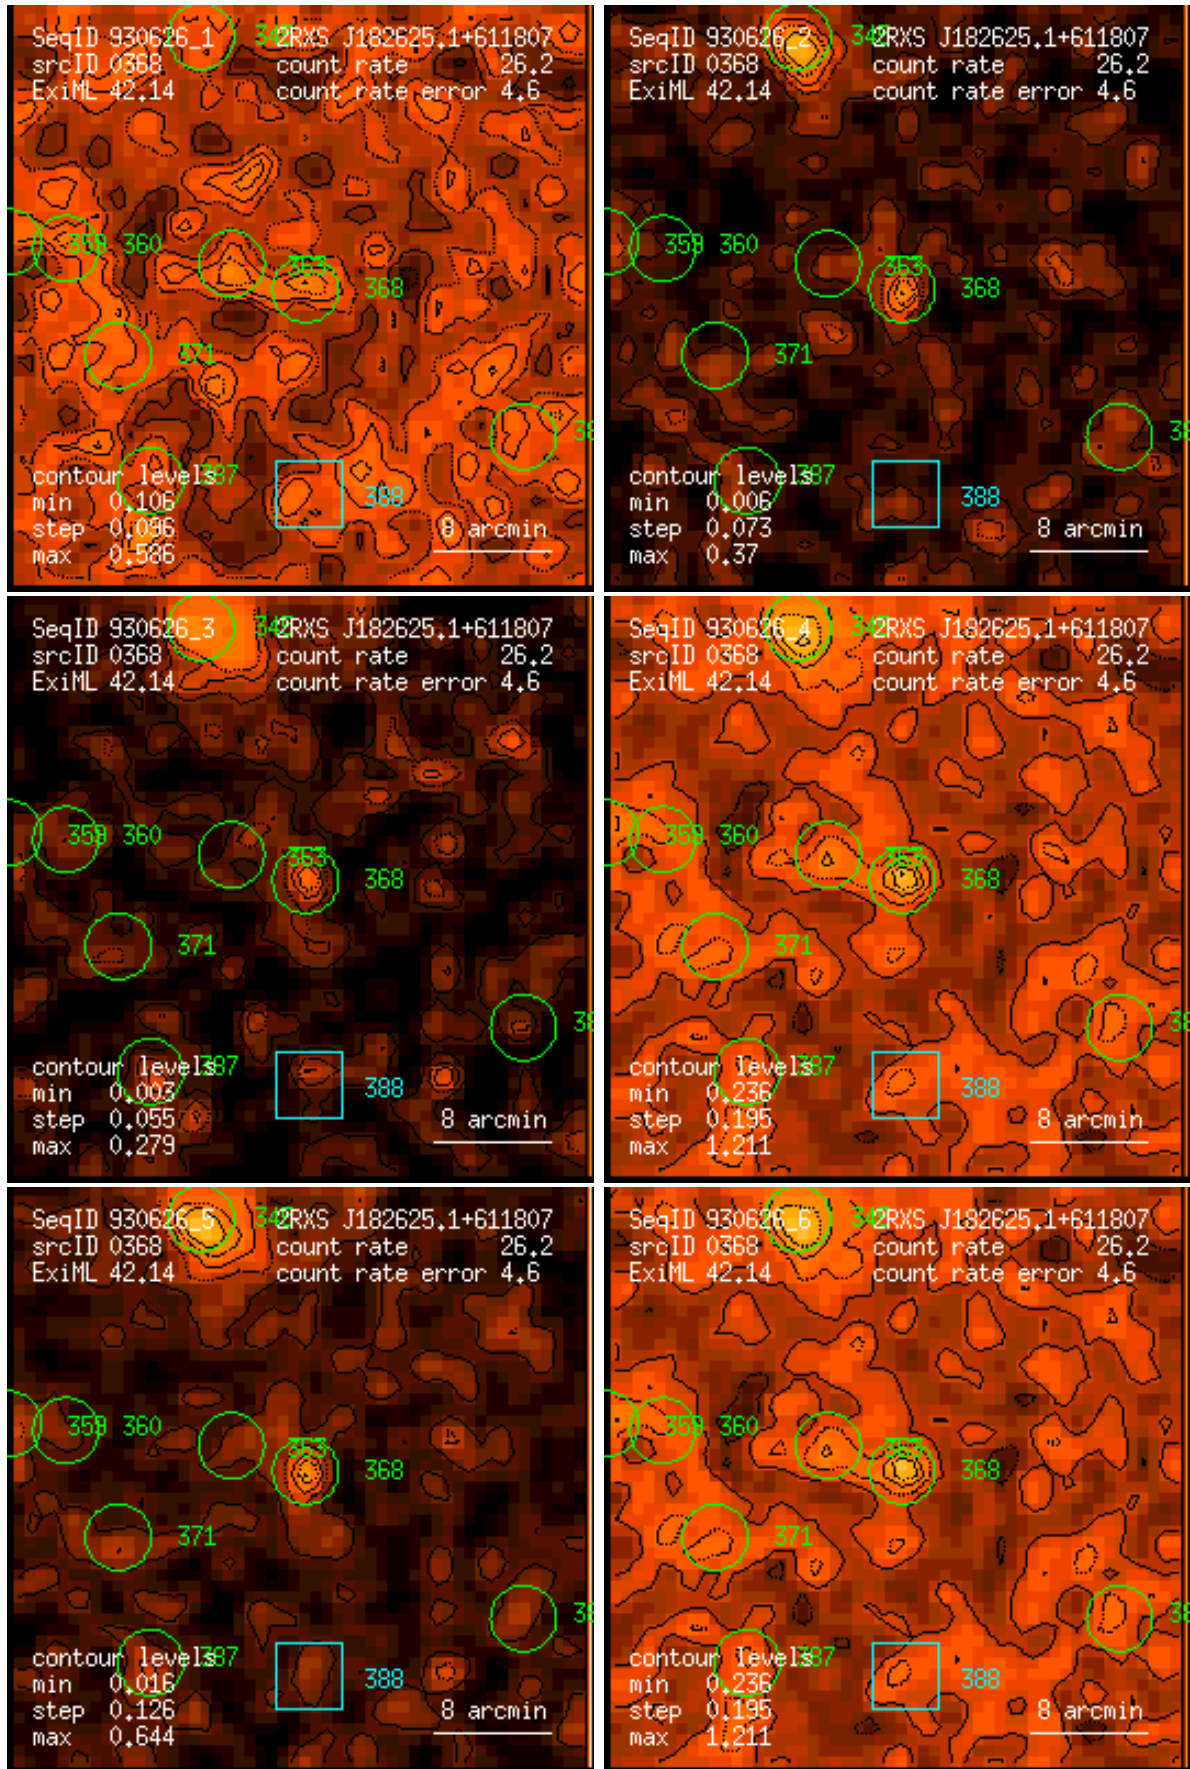 SeqID 930626_1 2RXS J182625.1+611807
srcID 0368 count rate 26.2
ExiML 42.14 count rate error 4.6
359 360
363
368
371
387
388
contour levels
min 0.106
step 0.096
max 0.586
8 arcmin
SeqID 930626_2 2RXS J182625.1+611807
srcID 0368 count rate 26.2
ExiML 42.14 count rate error 4.6
359 360
363
368
371
387
388
contour levels
min 0.006
step 0.073
max 0.37
8 arcmin
SeqID 930626_3 2RXS J182625.1+611807
srcID 0368 count rate 26.2
ExiML 42.14 count rate error 4.6
359 360
363
368
371
387
388
contour levels
min 0.003
step 0.055
max 0.279
8 arcmin
SeqID 930626_4 2RXS J182625.1+611807
srcID 0368 count rate 26.2
ExiML 42.14 count rate error 4.6
359 360
363
368
371
387
388
contour levels
min 0.236
step 0.195
max 1.211
8 arcmin
SeqID 930626_5 2RXS J182625.1+611807
srcID 0368 count rate 26.2
ExiML 42.14 count rate error 4.6
359 360
363
368
371
387
388
contour levels
min 0.016
step 0.126
max 0.644
8 arcmin
SeqID 930626_6 2RXS J182625.1+611807
srcID 0368 count rate 26.2
ExiML 42.14 count rate error 4.6
359 360
363
368
371
387
388
contour levels
min 0.236
step 0.195
max 1.211
8 arcmin